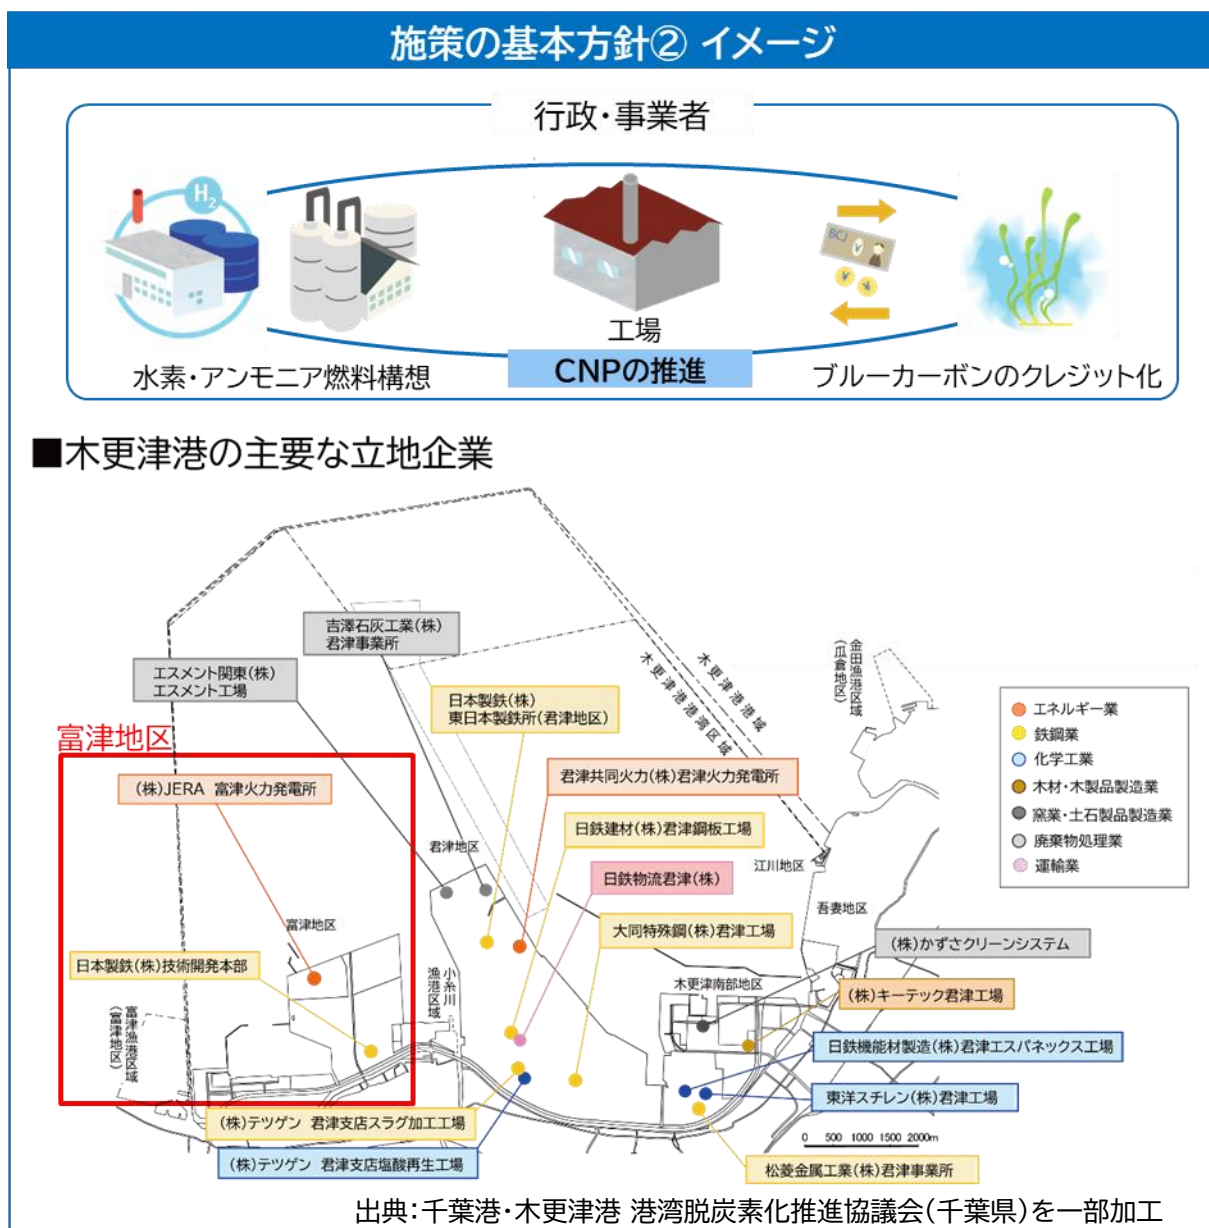 施策の基本方針② イメージ
行政・事業者
H₂
BCJ
¥
¥
工場
水素・アンモニア燃料構想
CNPの推進
ブルーカーボンのクレジット化
■木更津港の主要な立地企業
吉澤石灰工業(株)
君津事業所
エスメント関東(株)
エスメント工場
日本製鉄(株)
東日本製鉄所(君津地区)
木更津港港域
木更津港港湾区域
金田漁港区域
(瓜倉地区)
エネルギー業
鉄鋼業
化学工業
木材・木製品製造業
窯業・土石製品製造業
廃棄物処理業
運輸業
富津地区
(株)JERA 富津火力発電所
君津共同火力(株)君津火力発電所
日鉄建材(株)君津鋼板工場
君津地区
日鉄物流君津(株)
江川地区
吾妻地区
富津地区
大同特殊鋼(株)君津工場
(株)かずさクリーンシステム
日本製鉄(株)技術開発本部
小糸川
漁港区域
木更津南部地区
(株)キーテック君津工場
富津漁港区域
(富津地区)
日鉄機能材製造(株)君津エスパネックス工場
東洋スチレン(株)君津工場
(株)テツゲン 君津支店スラグ加工工場
0 500 1000 1500 2000m
(株)テツゲン 君津支店塩酸再生工場
松菱金属工業(株)君津事業所
出典：千葉港・木更津港 港湾脱炭素化推進協議会(千葉県)を一部加工